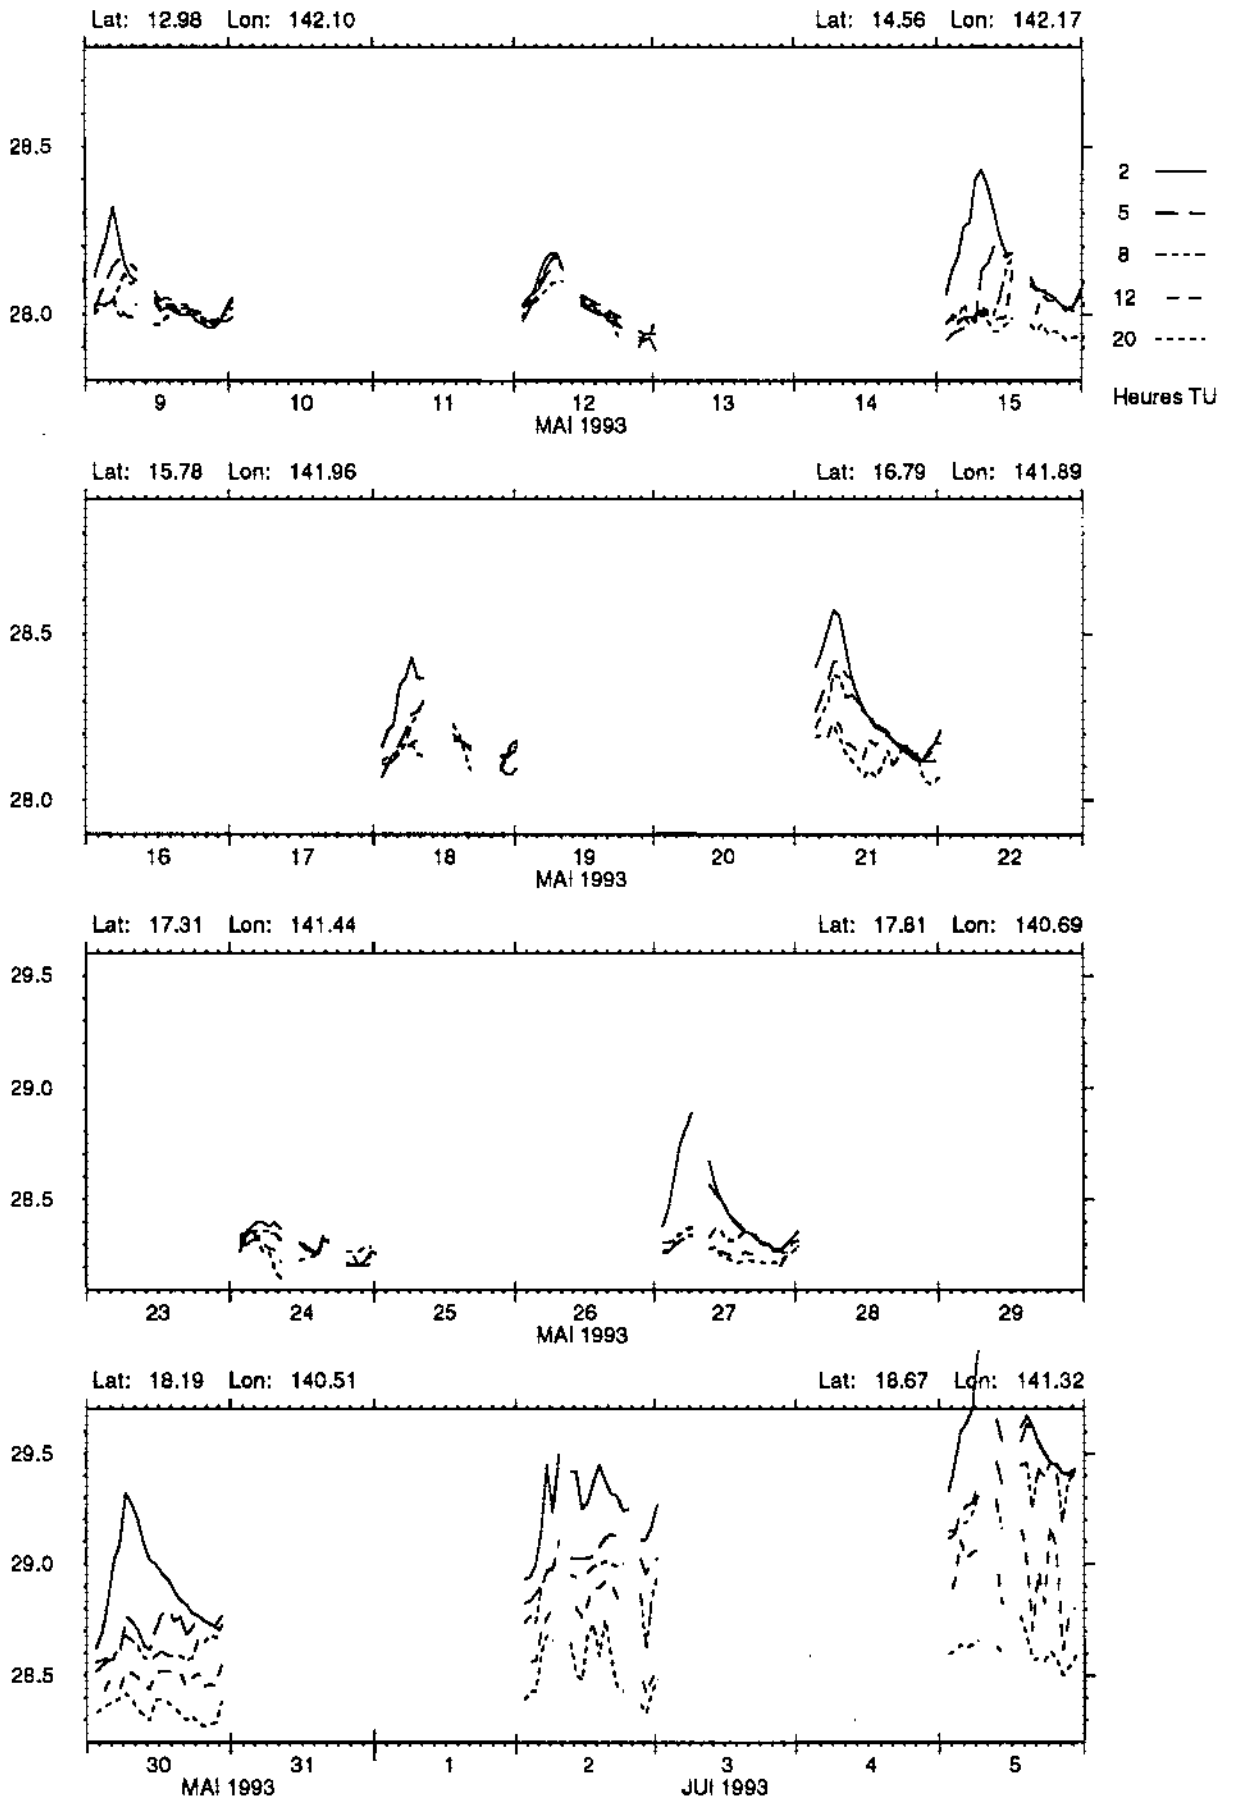 Lat: 12.98 Lon: 142.10 Lat: 14.56 Lon: 142.17
28.5
28.0
2
5
8
12
20
Heures TU
9 10 11 12 13 14 15
MAI 1993
Lat: 15.78 Lon: 141.96 Lat: 16.79 Lon: 141.89
28.5
28.0
16 17 18 19 20 21 22
MAI 1993
Lat: 17.31 Lon: 141.44 Lat: 17.81 Lon: 140.69
29.5
29.0
28.5
23 24 25 26 27 28 29
MAI 1993
Lat: 18.19 Lon: 140.51 Lat: 18.67 Lon: 141.32
29.5
29.0
28.5
30 31 1 2 3 4 5
MAI 1993 JUI 1993